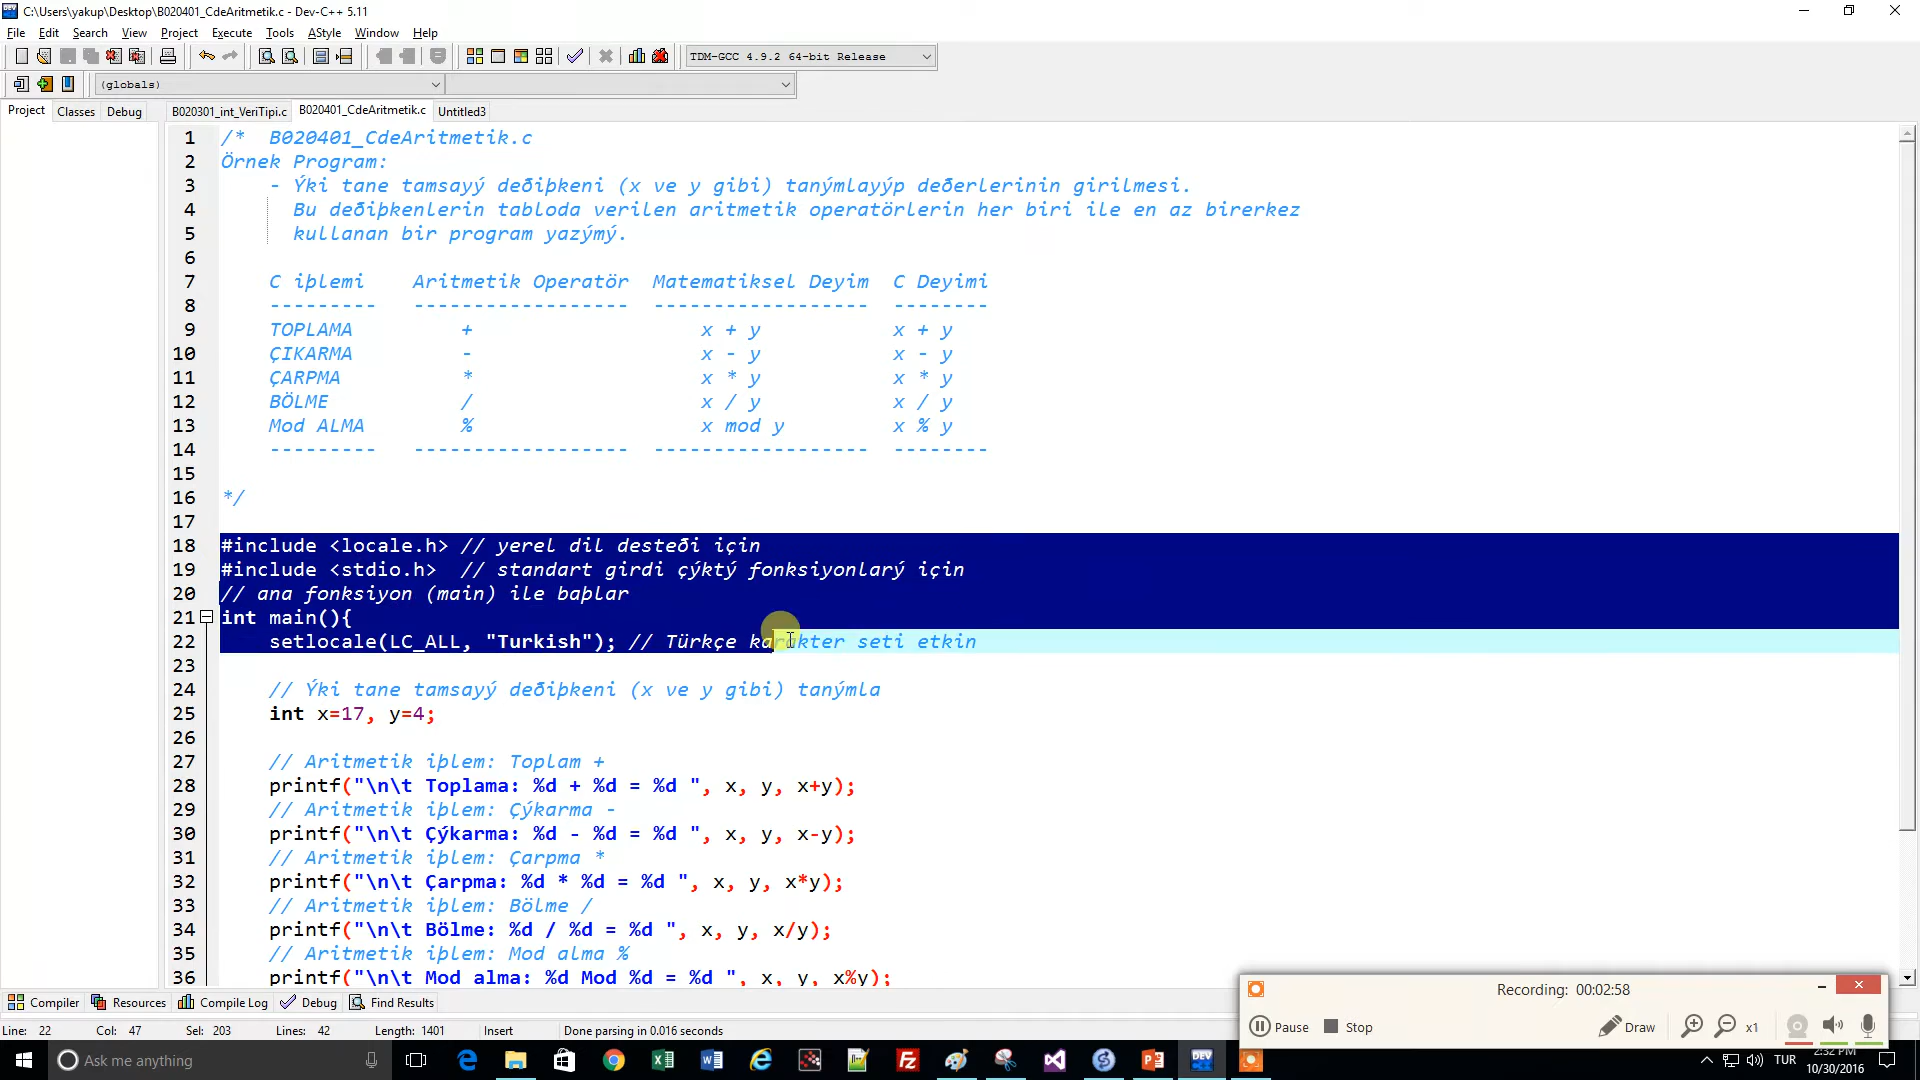 C:\Users\yakup\Desktop\B020401_CdeAritmetik.c - Dev-C++ 5.11
File Edit Search View Project Execute Tools AStyle Window Help
TDM-GCC 4.9.2 64-bit Release
(globals)
Project Classes Debug B020301_int_VeriTipi.c B020401_CdeAritmetik.c Untitled3
1 /* B020401_CdeAritmetik.c
2 Örnek Program:
3 - Ýki tane tamsayý deðiþkeni (x ve y gibi) tanýmlayýp deðerlerinin girilmesi.
4 Bu deðiþkenlerin tabloda verilen aritmetik operatörlerin her biri ile en az birerkez
5 kullanan bir program yazýmý.
6
7 C iþlemi Aritmetik Operatör Matematiksel Deyim C Deyimi
8 --------- ------------------ ------------------ --------
9 TOPLAMA + x + y x + y
10 ÇIKARMA - x - y x - y
11 ÇARPMA * x * y x * y
12 BÖLME / x / y x / y
13 Mod ALMA % x mod y x % y
14 --------- ------------------ ------------------ --------
15
16 */
17
18 #include <locale.h> // yerel dil desteði için
19 #include <stdio.h> // standart girdi çýktý fonksiyonlarý için
20 // ana fonksiyon (main) ile baþlar
21 int main(){
22 setlocale(LC_ALL, "Turkish"); // Türkçe karakter seti etkin
23
24 // Ýki tane tamsayý deðiþkeni (x ve y gibi) tanýmla
25 int x=17, y=4;
26
27 // Aritmetik iþlem: Toplam +
28 printf("\n\t Toplama: %d + %d = %d ", x, y, x+y);
29 // Aritmetik iþlem: Çýkarma -
30 printf("\n\t Çýkarma: %d - %d = %d ", x, y, x-y);
31 // Aritmetik iþlem: Çarpma *
32 printf("\n\t Çarpma: %d * %d = %d ", x, y, x*y);
33 // Aritmetik iþlem: Bölme /
34 printf("\n\t Bölme: %d / %d = %d ", x, y, x/y);
35 // Aritmetik iþlem: Mod alma %
36 printf("\n\t Mod alma: %d Mod %d = %d ", x, y, x%y);
Recording: 00:02:58
Pause Stop Draw x1
Compiler Resources Compile Log Debug Find Results
Line: 22 Col: 47 Sel: 203 Lines: 42 Length: 1401 Insert Done parsing in 0.016 seconds
Ask me anything
TUR 2:32 PM
10/30/2016